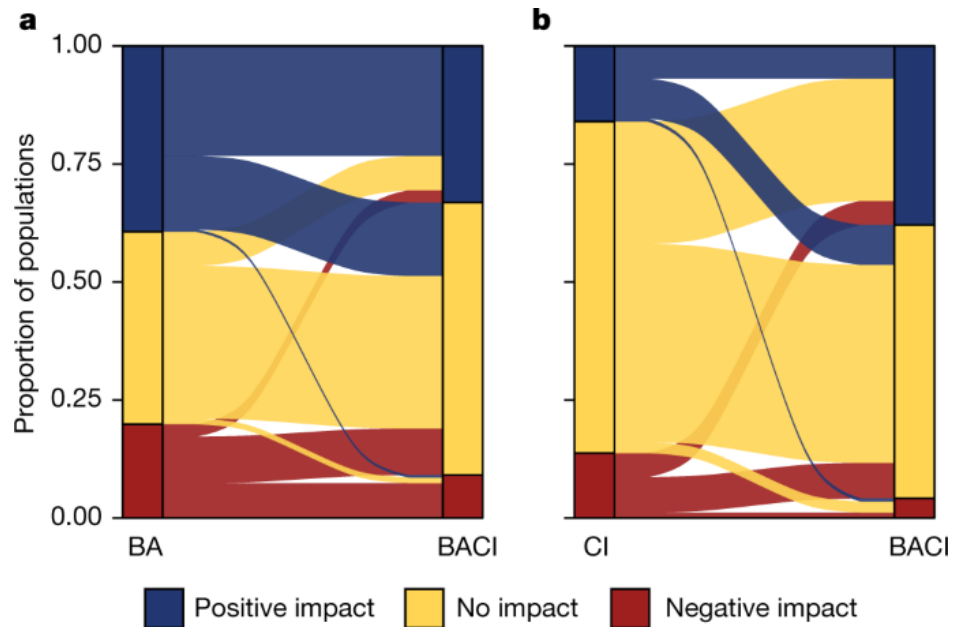 a
b
1.00
0.75
0.50
0.25
0.00
Proportion of populations
BA
BACI
CI
BACI
Positive impact
No impact
Negative impact